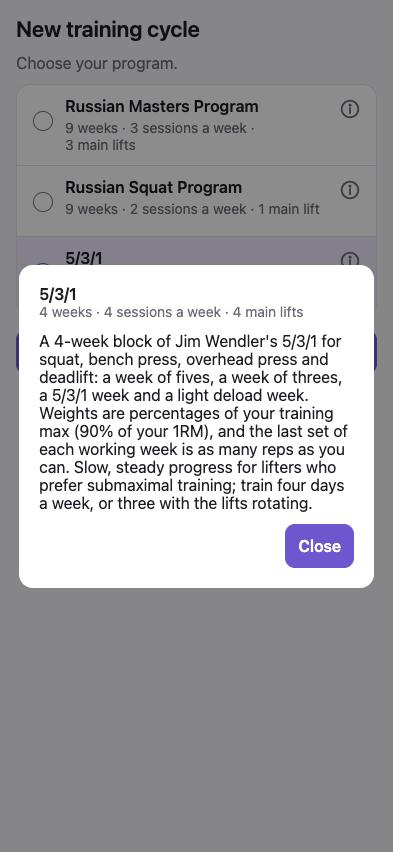 New training cycle
Choose your program.
Russian Masters Program
9 weeks · 3 sessions a week ·
3 main lifts
Russian Squat Program
9 weeks · 2 sessions a week · 1 main lift
5/3/1
5/3/1
4 weeks · 4 sessions a week · 4 main lifts
A 4-week block of Jim Wendler's 5/3/1 for
squat, bench press, overhead press and
deadlift: a week of fives, a week of threes,
a 5/3/1 week and a light deload week.
Weights are percentages of your training
max (90% of your 1RM), and the last set of
each working week is as many reps as you
can. Slow, steady progress for lifters who
prefer submaximal training; train four days
a week, or three with the lifts rotating.
Close